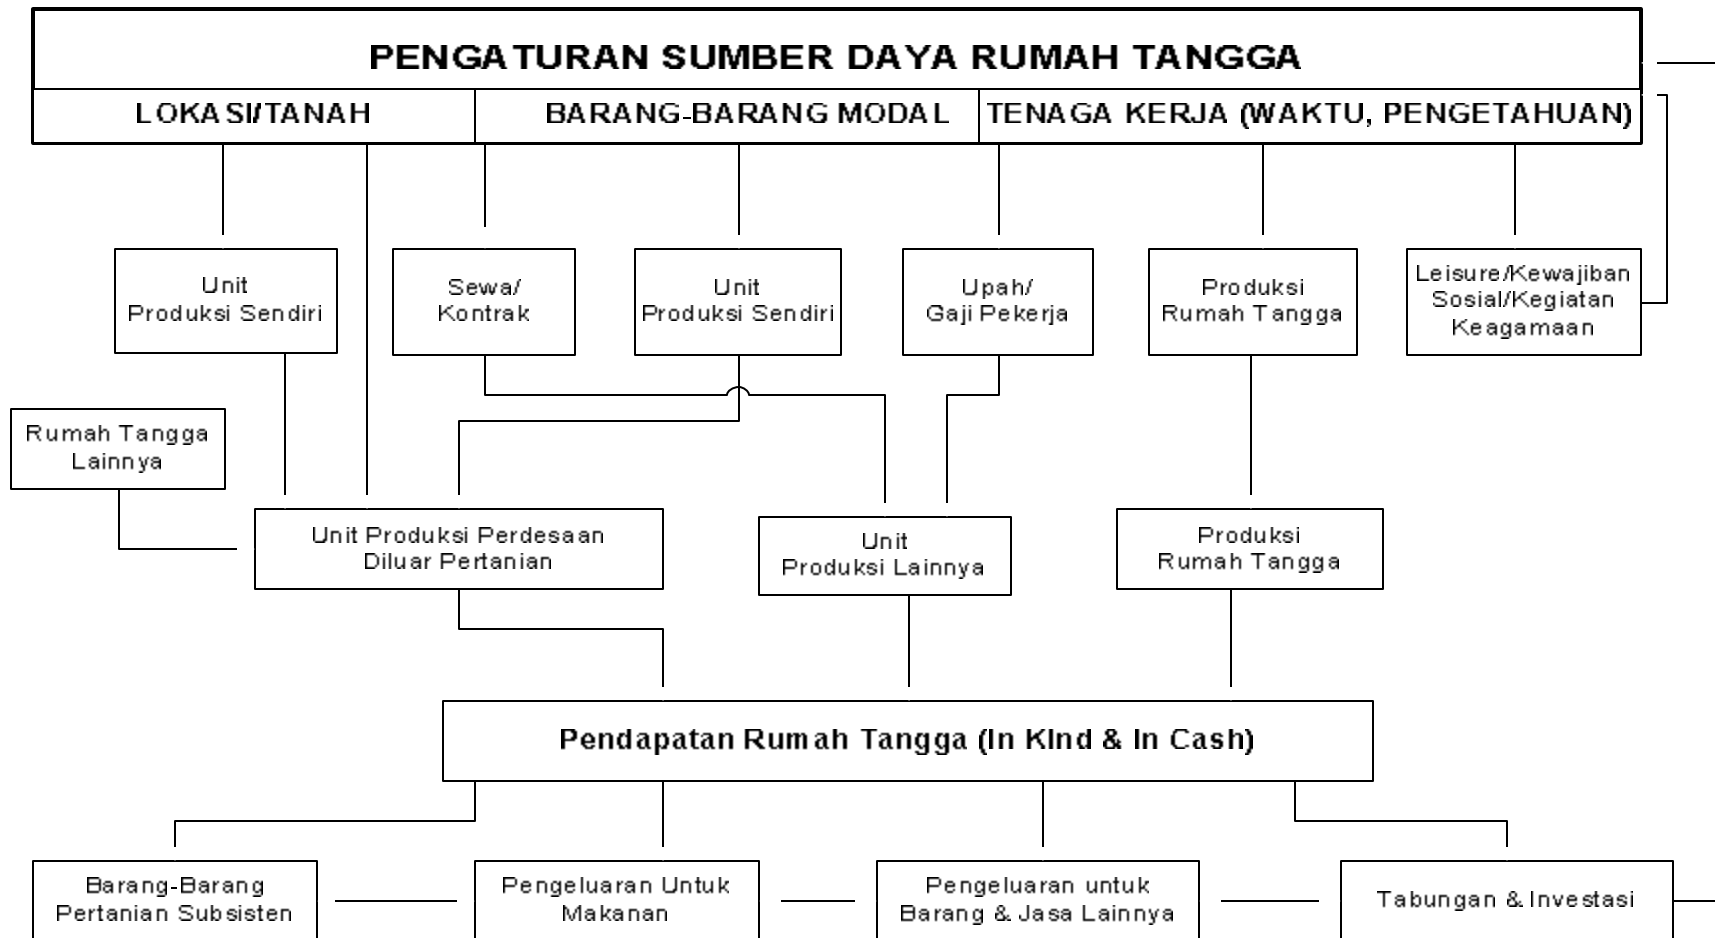 PENGATURAN SUMBER DAYA RUMAH TANGGA
LOKASI/TANAH
BARANG-BARANG MODAL
TENAGA KERJA (WAKTU, PENGETAHUAN)
Unit
Produksi Sendiri
Sewa/
Kontrak
Unit
Produksi Sendiri
Upah/
Gaji Pekerja
Produksi
Rumah Tangga
Leisure/Kewajiban
Sosial/Kegiatan
Keagamaan
Rumah Tangga
Lainnya
Unit Produksi Perdesaan
Diluar Pertanian
Unit
Produksi Lainnya
Produksi
Rumah Tangga
Pendapatan Rumah Tangga (In KInd & In Cash)
Barang-Barang
Pertanian Subsisten
Pengeluaran Untuk
Makanan
Pengeluaran untuk
Barang & Jasa Lainnya
Tabungan & Investasi